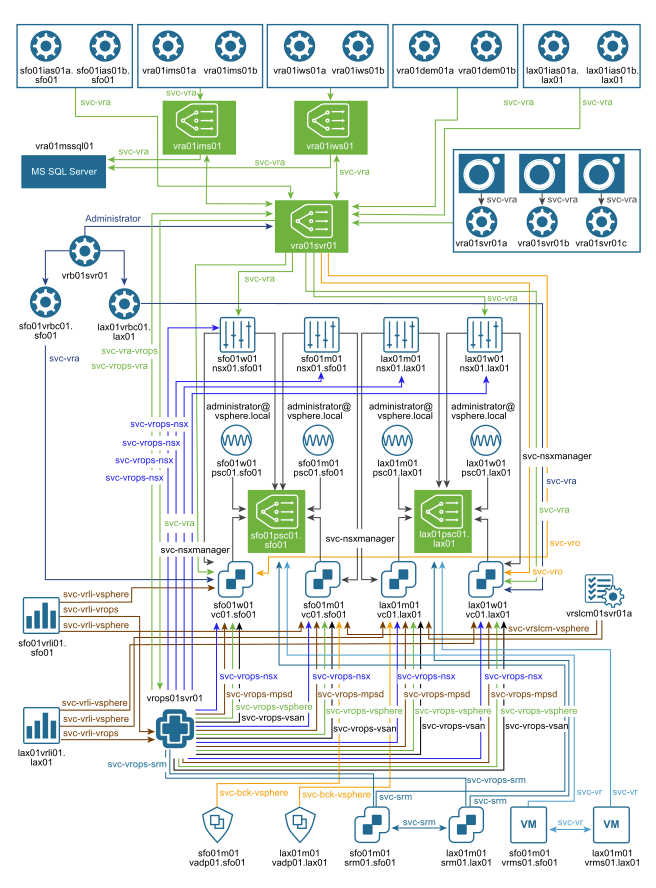 sfo01ias01a.
sfo01
sfo01ias01b.
sfo01
vra01ims01a
vra01ims01b
vra01iws01a
vra01iws01b
vra01dem01a
vra01dem01b
lax01ias01a.
lax01
lax01ias01b.
lax01
svc-vra
svc-vra
svc-vra
svc-vra
svc-vra
vra01ims01
vra01iws01
vra01mssql01
MS SQL Server
svc-vra
svc-vra
svc-vra
svc-vra
svc-vra
svc-vra
svc-vra
vra01svr01a
vra01svr01b
vra01svr01c
Administrator
vra01svr01
vrb01svr01
sfo01vrbc01.
sfo01
lax01vrbc01.
lax01
svc-vra
svc-vra
svc-vra-vrops
svc-vrops-vra
svc-vra
sfo01w01
nsx01.sfo01
sfo01m01
nsx01.sfo01
lax01m01
nsx01.lax01
lax01w01
nsx01.lax01
administrator@
vsphere.local
administrator@
vsphere.local
administrator@
vsphere.local
administrator@
vsphere.local
svc-vrops-nsx
svc-vrops-nsx
svc-vrops-nsx
svc-vrops-nsx
sfo01w01
psc01.sfo01
sfo01m01
psc01.sfo01
lax01m01
psc01.lax01
lax01w01
psc01.lax01
svc-nsxmanager
svc-vra
svc-vra
svc-vra
sfo01psc01.
sfo01
lax01psc01.
lax01
svc-nsxmanager
svc-nsxmanager
svc-vro
svc-vro
sfo01w01
vc01.sfo01
sfo01m01
vc01.sfo01
lax01m01
vc01.lax01
lax01w01
vc01.lax01
vrslcm01svr01a
svc-vrslcm-vsphere
svc-vrli-vsphere
svc-vrli-vrops
svc-vrli-vsphere
sfo01vrli01.
sfo01
svc-vrli-vsphere
svc-vrli-vsphere
svc-vrli-vrops
lax01vrli01.
lax01
vrops01svr01
svc-vrops-nsx
svc-vrops-mpsd
svc-vrops-vsphere
svc-vrops-vsan
svc-vrops-nsx
svc-vrops-mpsd
svc-vrops-vsphere
svc-vrops-vsan
svc-vrops-nsx
svc-vrops-mpsd
svc-vrops-vsphere
svc-vrops-vsan
svc-vrops-nsx
svc-vrops-mpsd
svc-vrops-vsphere
svc-vrops-vsan
svc-vrops-srm
svc-vrops-srm
svc-bck-vsphere
svc-bck-vsphere
svc-srm
svc-srm
svc-srm
svc-vr
svc-vr
svc-vr
VM
VM
sfo01m01
vadp01.sfo01
lax01m01
vadp01.lax01
sfo01m01
srm01.sfo01
lax01m01
srm01.lax01
sfo01m01
vrms01.sfo01
lax01m01
vrms01.lax01